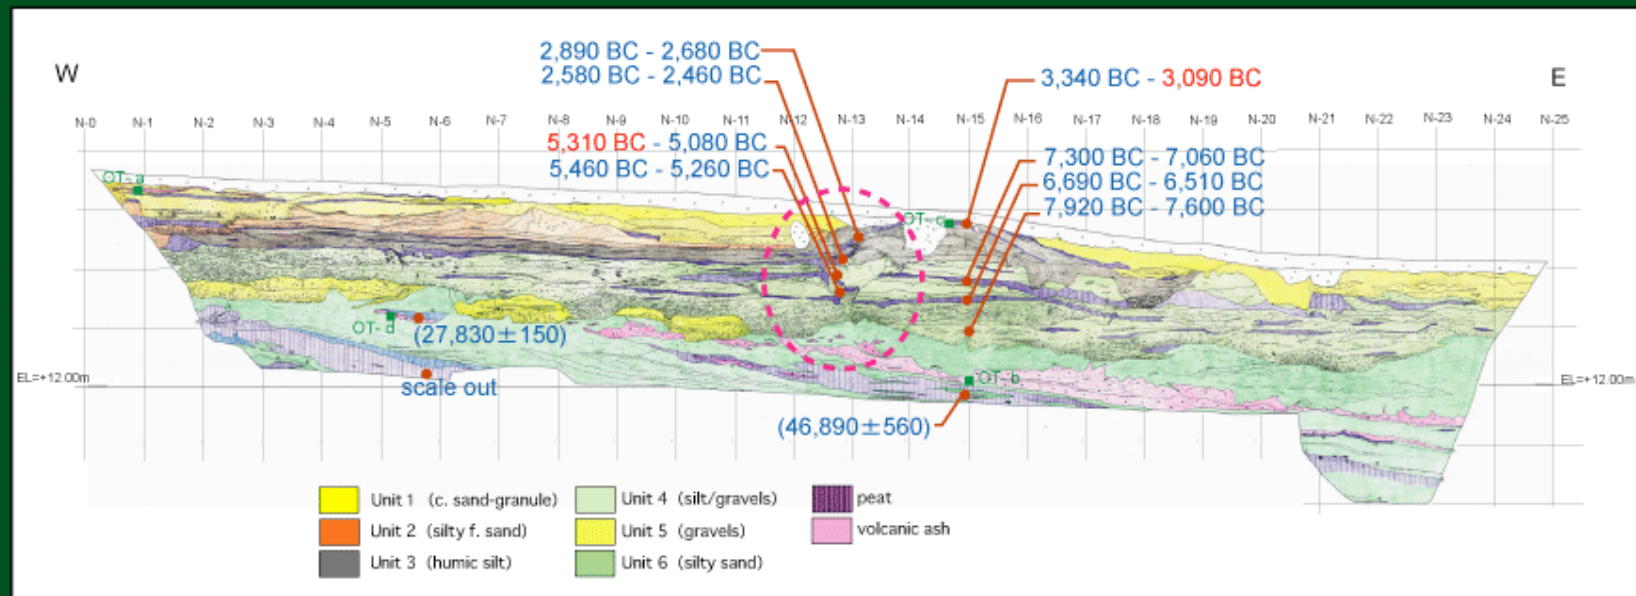 W
E
2,890 BC - 2,680 BC
2,580 BC - 2,460 BC
3,340 BC - 3,090 BC
N-0 N-1 N-2 N-3 N-4 N-5 N-6 N-7 N-8 N-9 N-10 N-11 N-12 N-13 N-14 N-15 N-16 N-17 N-18 N-19 N-20 N-21 N-22 N-23 N-24 N-25
5,310 BC - 5,080 BC
5,460 BC - 5,260 BC
7,300 BC - 7,060 BC
6,690 BC - 6,510 BC
7,920 BC - 7,600 BC
OT-a
OT-c
OT-d
(27,830±150)
scale out
OT-b
(46,890±560)
EL=+12.00m
EL=+12.00m
Unit 1 (c. sand-granule)
Unit 2 (silty f. sand)
Unit 3 (humic silt)
Unit 4 (silt/gravels)
Unit 5 (gravels)
Unit 6 (silty sand)
peat
volcanic ash